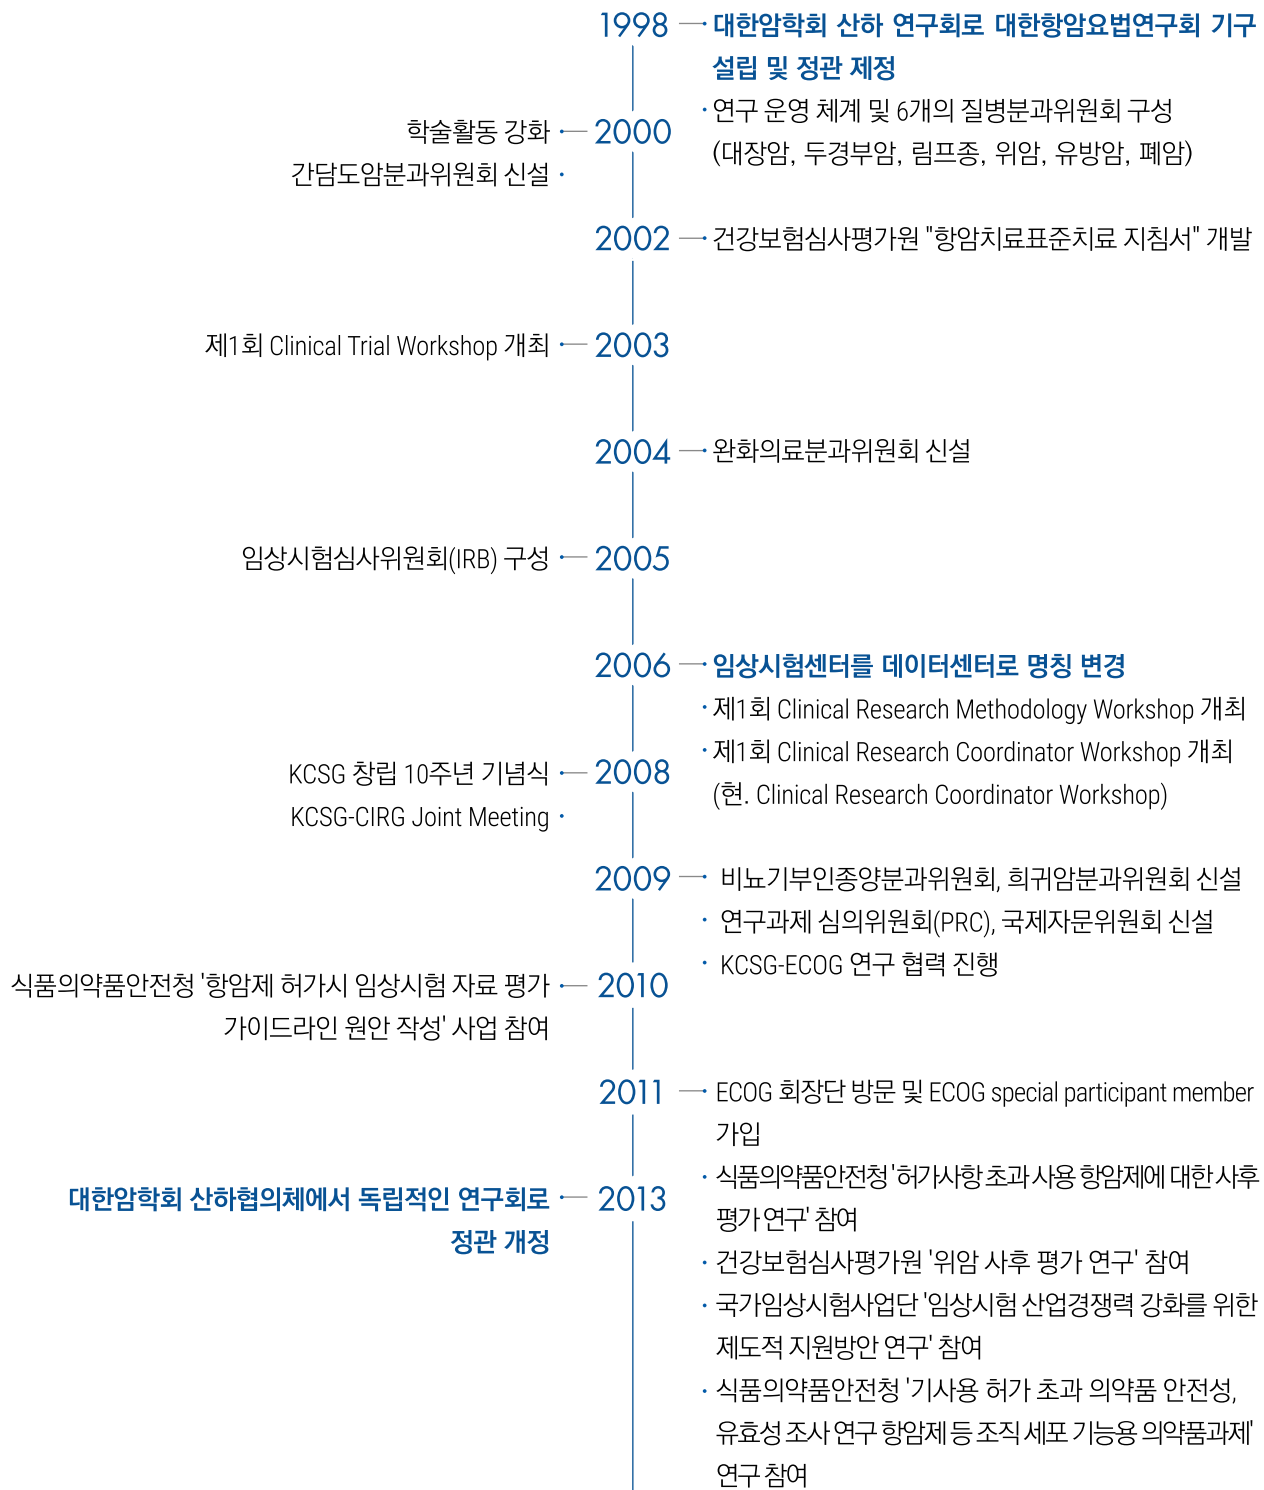 1998
대한암학회 산하 연구회로 대한항암요법연구회 기구
설립 및 정관 제정
연구 운영 체계 및 6개의 질병분과위원회 구성
(대장암, 두경부암, 림프종, 위암, 유방암, 폐암)
2000
학술활동 강화
간담도암분과위원회 신설
2002
건강보험심사평가원 "항암치료표준치료 지침서" 개발
2003
제1회 Clinical Trial Workshop 개최
2004
완화의료분과위원회 신설
2005
임상시험심사위원회(IRB) 구성
2006
임상시험센터를 데이터센터로 명칭 변경
제1회 Clinical Research Methodology Workshop 개최
제1회 Clinical Research Coordinator Workshop 개최
(현. Clinical Research Coordinator Workshop)
2008
KCSG 창립 10주년 기념식
KCSG-CIRG Joint Meeting
2009
비뇨기부인종양분과위원회, 희귀암분과위원회 신설
연구과제 심의위원회(PRC), 국제자문위원회 신설
KCSG-ECOG 연구 협력 진행
2010
식품의약품안전청 '항암제 허가시 임상시험 자료 평가
가이드라인 원안 작성' 사업 참여
2011
ECOG 회장단 방문 및 ECOG special participant member
가입
식품의약품안전청 '허가사항 초과 사용 항암제에 대한 사후
평가 연구' 참여
건강보험심사평가원 '위암 사후 평가 연구' 참여
국가임상시험사업단 '임상시험 산업경쟁력 강화를 위한
제도적 지원방안 연구' 참여
식품의약품안전청 '기사용 허가 초과 의약품 안전성,
유효성 조사 연구 항암제 등 조직 세포 기능용 의약품과제'
연구 참여
2013
대한암학회 산하협의체에서 독립적인 연구회로
정관 개정